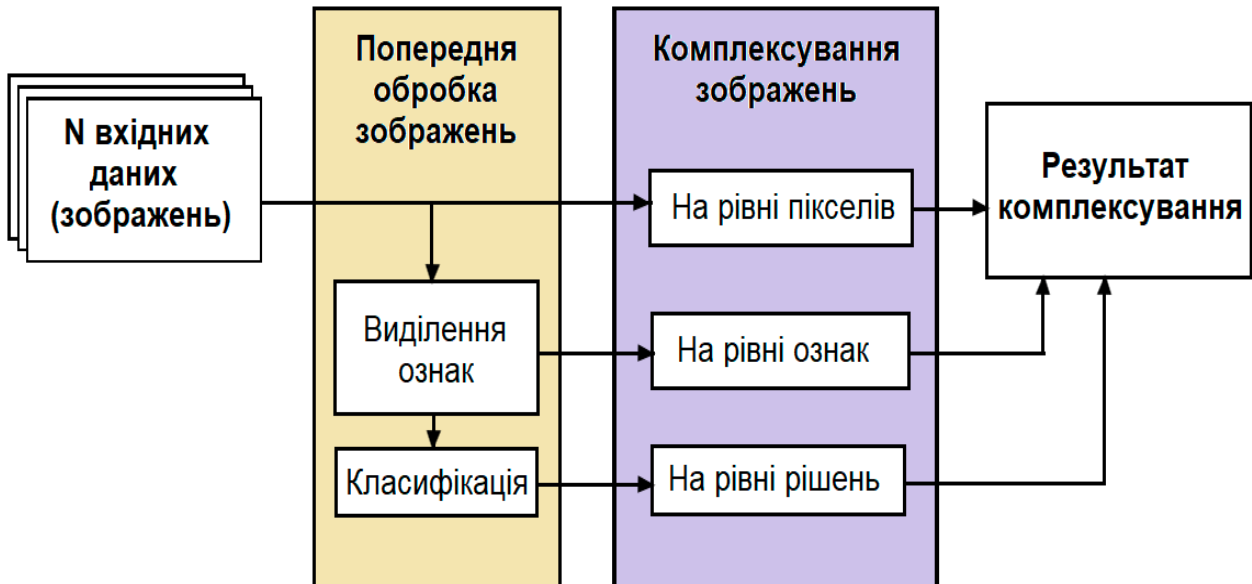 N вхідних
даних
(зображень)
Попередня
обробка
зображень
Виділення
ознак
Класифікація
Комплексування
зображень
На рівні пікселів
На рівні ознак
На рівні рішень
Результат
комплексування